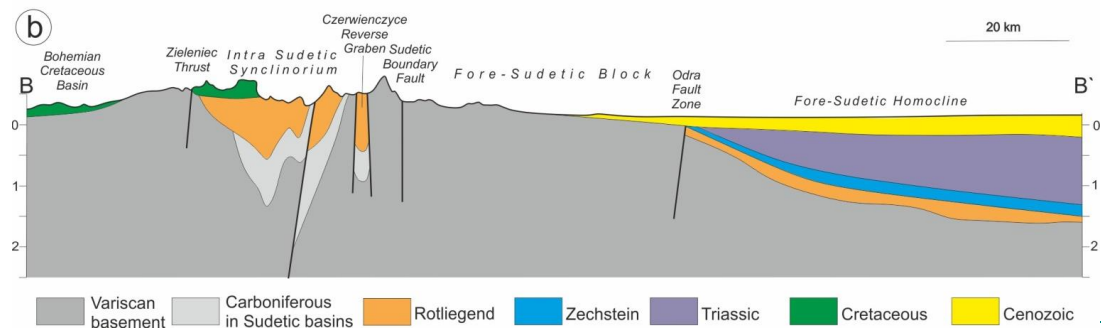 b
Bohemian
Cretaceous
Basin
Zieleniec
Thrust
Intra Sudetic
Synclinorium
Czerwienczyce
Reverse
Graben
Sudetic
Boundary
Fault
Fore-Sudetic Block
Odra
Fault
Zone
20 km
Fore-Sudetic Homocline
B
B`
0
1
2
0
1
2
Variscan
basement
Carboniferous
in Sudetic basins
Rotliegend
Zechstein
Triassic
Cretaceous
Cenozoic